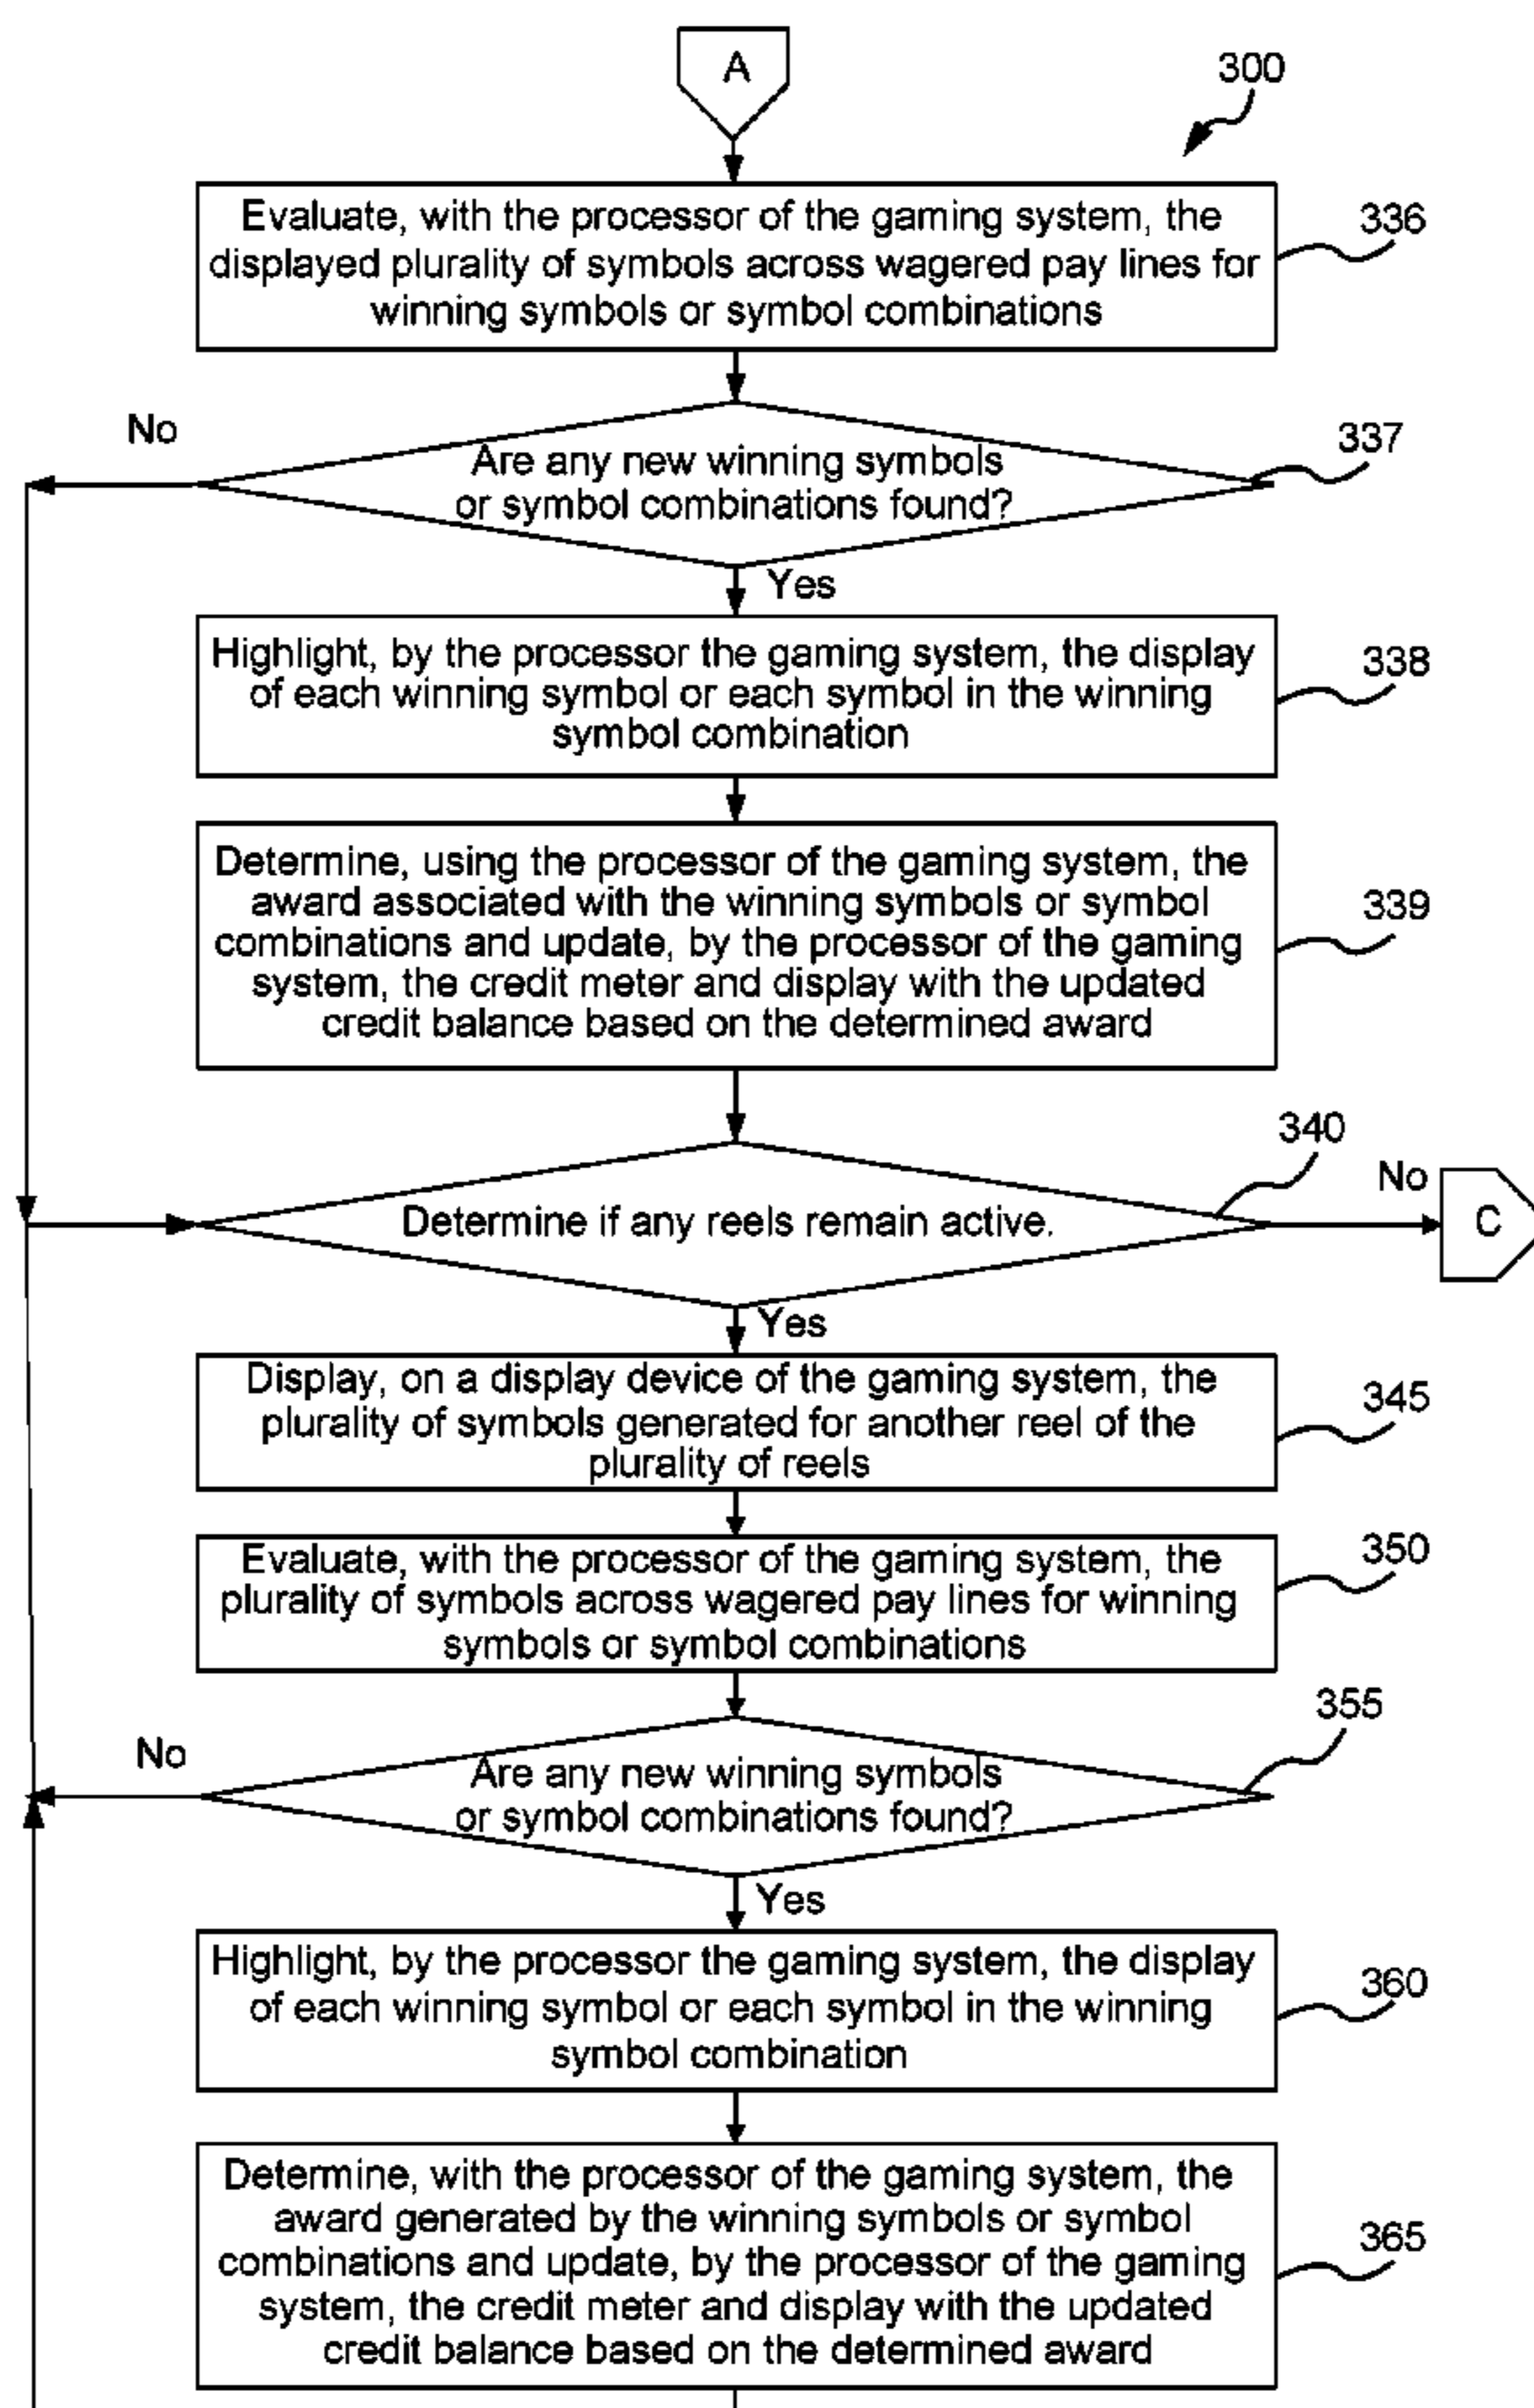 A
300
Evaluate, with the processor of the gaming system, the
displayed plurality of symbols across wagered pay lines for
winning symbols or symbol combinations
336
No
Are any new winning symbols
or symbol combinations found?
337
Yes
Highlight, by the processor the gaming system, the display
of each winning symbol or each symbol in the winning
symbol combination
338
Determine, using the processor of the gaming system, the
award associated with the winning symbols or symbol
combinations and update, by the processor of the gaming
system, the credit meter and display with the updated
credit balance based on the determined award
339
340
Determine if any reels remain active.
No
C
Yes
Display, on a display device of the gaming system, the
plurality of symbols generated for another reel of the
plurality of reels
345
Evaluate, with the processor of the gaming system, the
plurality of symbols across wagered pay lines for winning
symbols or symbol combinations
350
355
No
Are any new winning symbols
or symbol combinations found?
Yes
Highlight, by the processor the gaming system, the display
of each winning symbol or each symbol in the winning
symbol combination
360
Determine, with the processor of the gaming system, the
award generated by the winning symbols or symbol
combinations and update, by the processor of the gaming
system, the credit meter and display with the updated
credit balance based on the determined award
365